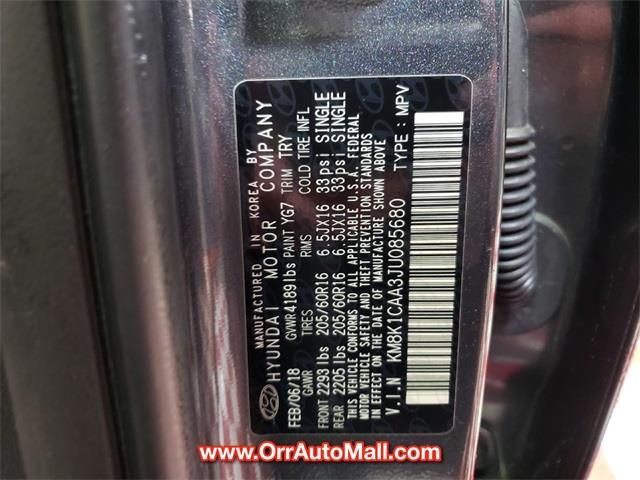 MANUFACTURED IN KOREA BY
HYUNDAI MOTOR COMPANY
FEB/06/18 GVWR4189lbs PAINT YG7 TRIM TRY
GAWR TIRES RIMS COLD TIRE INFL
FRONT 2293 lbs 205/60R16 6.5JX16 33psi SINGLE
REAR 2205 lbs 205/60R16 6.5JX16 33psi SINGLE
THIS VEHICLE CONFORMS TO ALL APPLICABLE U.S.A. FEDERAL
MOTOR VEHICLE SAFETY AND THEFT PREVENTION STANDARDS
IN EFFECT ON THE DATE OF MANUFACTURE SHOWN ABOVE
V.I.N KM8K1CAA3JU085680 TYPE : MPV
www.OrrAutoMall.com